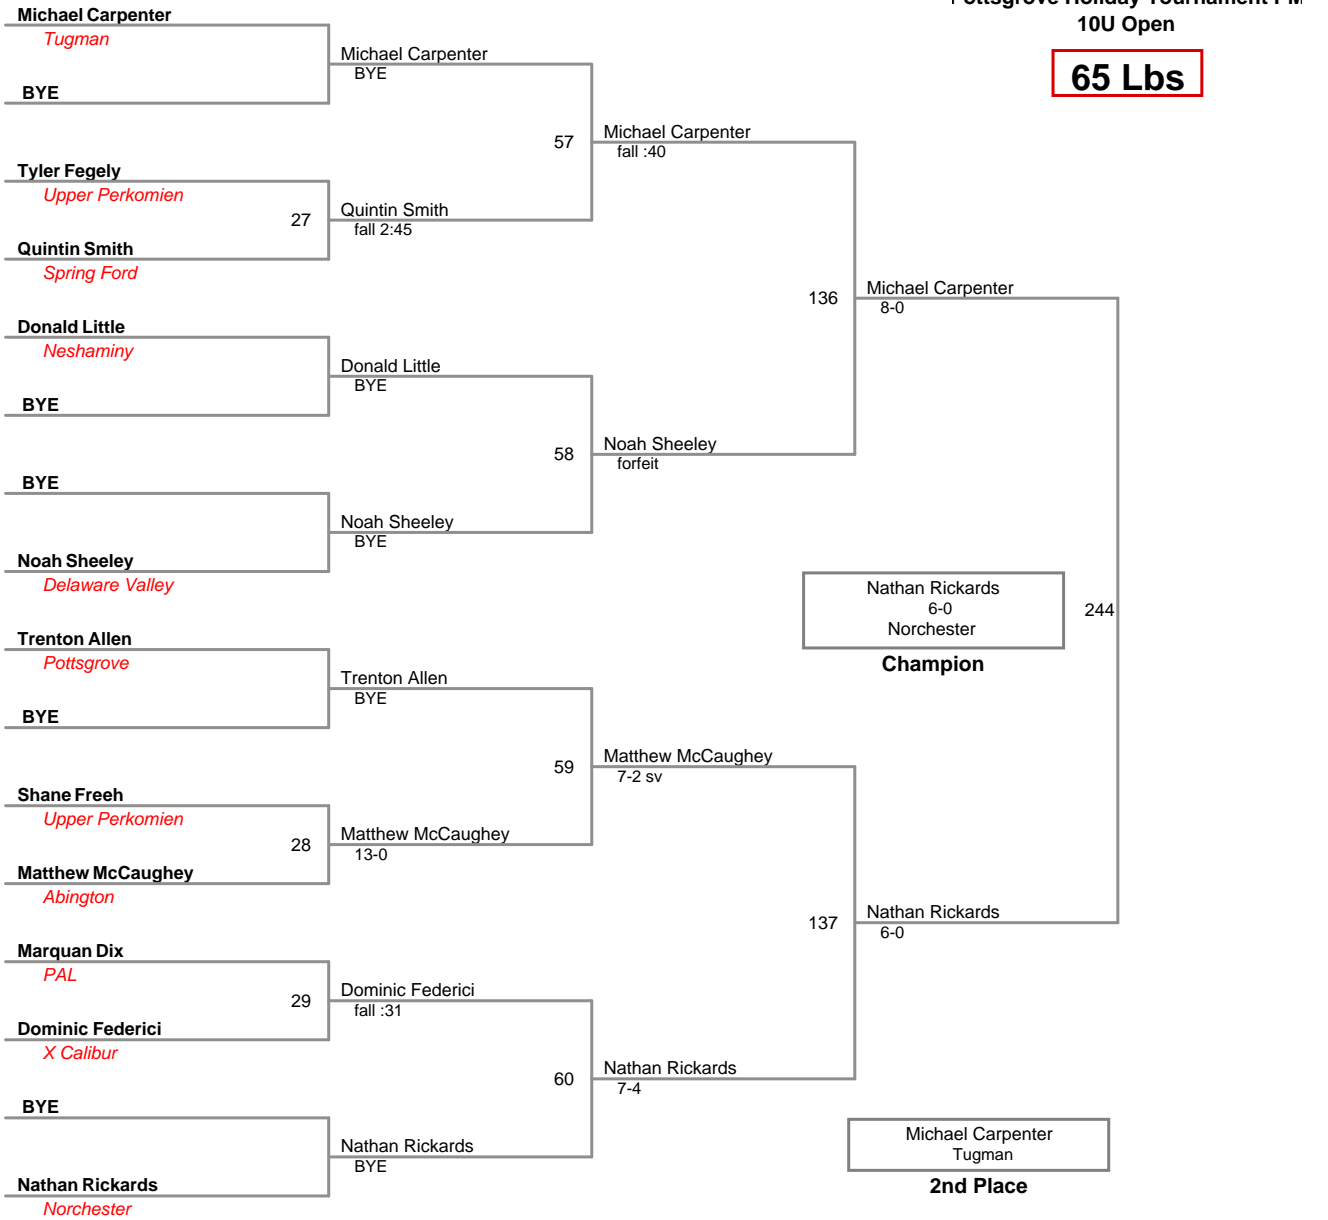 Pottsgrove Holiday Tournament PM
10U Open
65 Lbs
Michael Carpenter
Tugman
BYE
Tyler Fegely
Upper Perkomien
27
Quintin Smith
Spring Ford
Donald Little
Neshaminy
BYE
BYE
Noah Sheeley
Delaware Valley
Trenton Allen
Pottsgrove
BYE
Shane Freeh
Upper Perkomien
28
Matthew McCaughey
Abington
Marquan Dix
PAL
29
Dominic Federici
X Calibur
BYE
Nathan Rickards
Norchester
Michael Carpenter
BYE
57
Quintin Smith
fall 2:45
Donald Little
BYE
58
Noah Sheeley
BYE
Trenton Allen
BYE
59
Matthew McCaughey
13-0
Dominic Federici
fall :31
60
Nathan Rickards
BYE
Michael Carpenter
fall :40
136
Noah Sheeley
forfeit
Matthew McCaughey
7-2 sv
137
Nathan Rickards
7-4
Michael Carpenter
8-0
244
Nathan Rickards
6-0
Nathan Rickards
6-0
Norchester
Champion
Michael Carpenter
Tugman
2nd Place